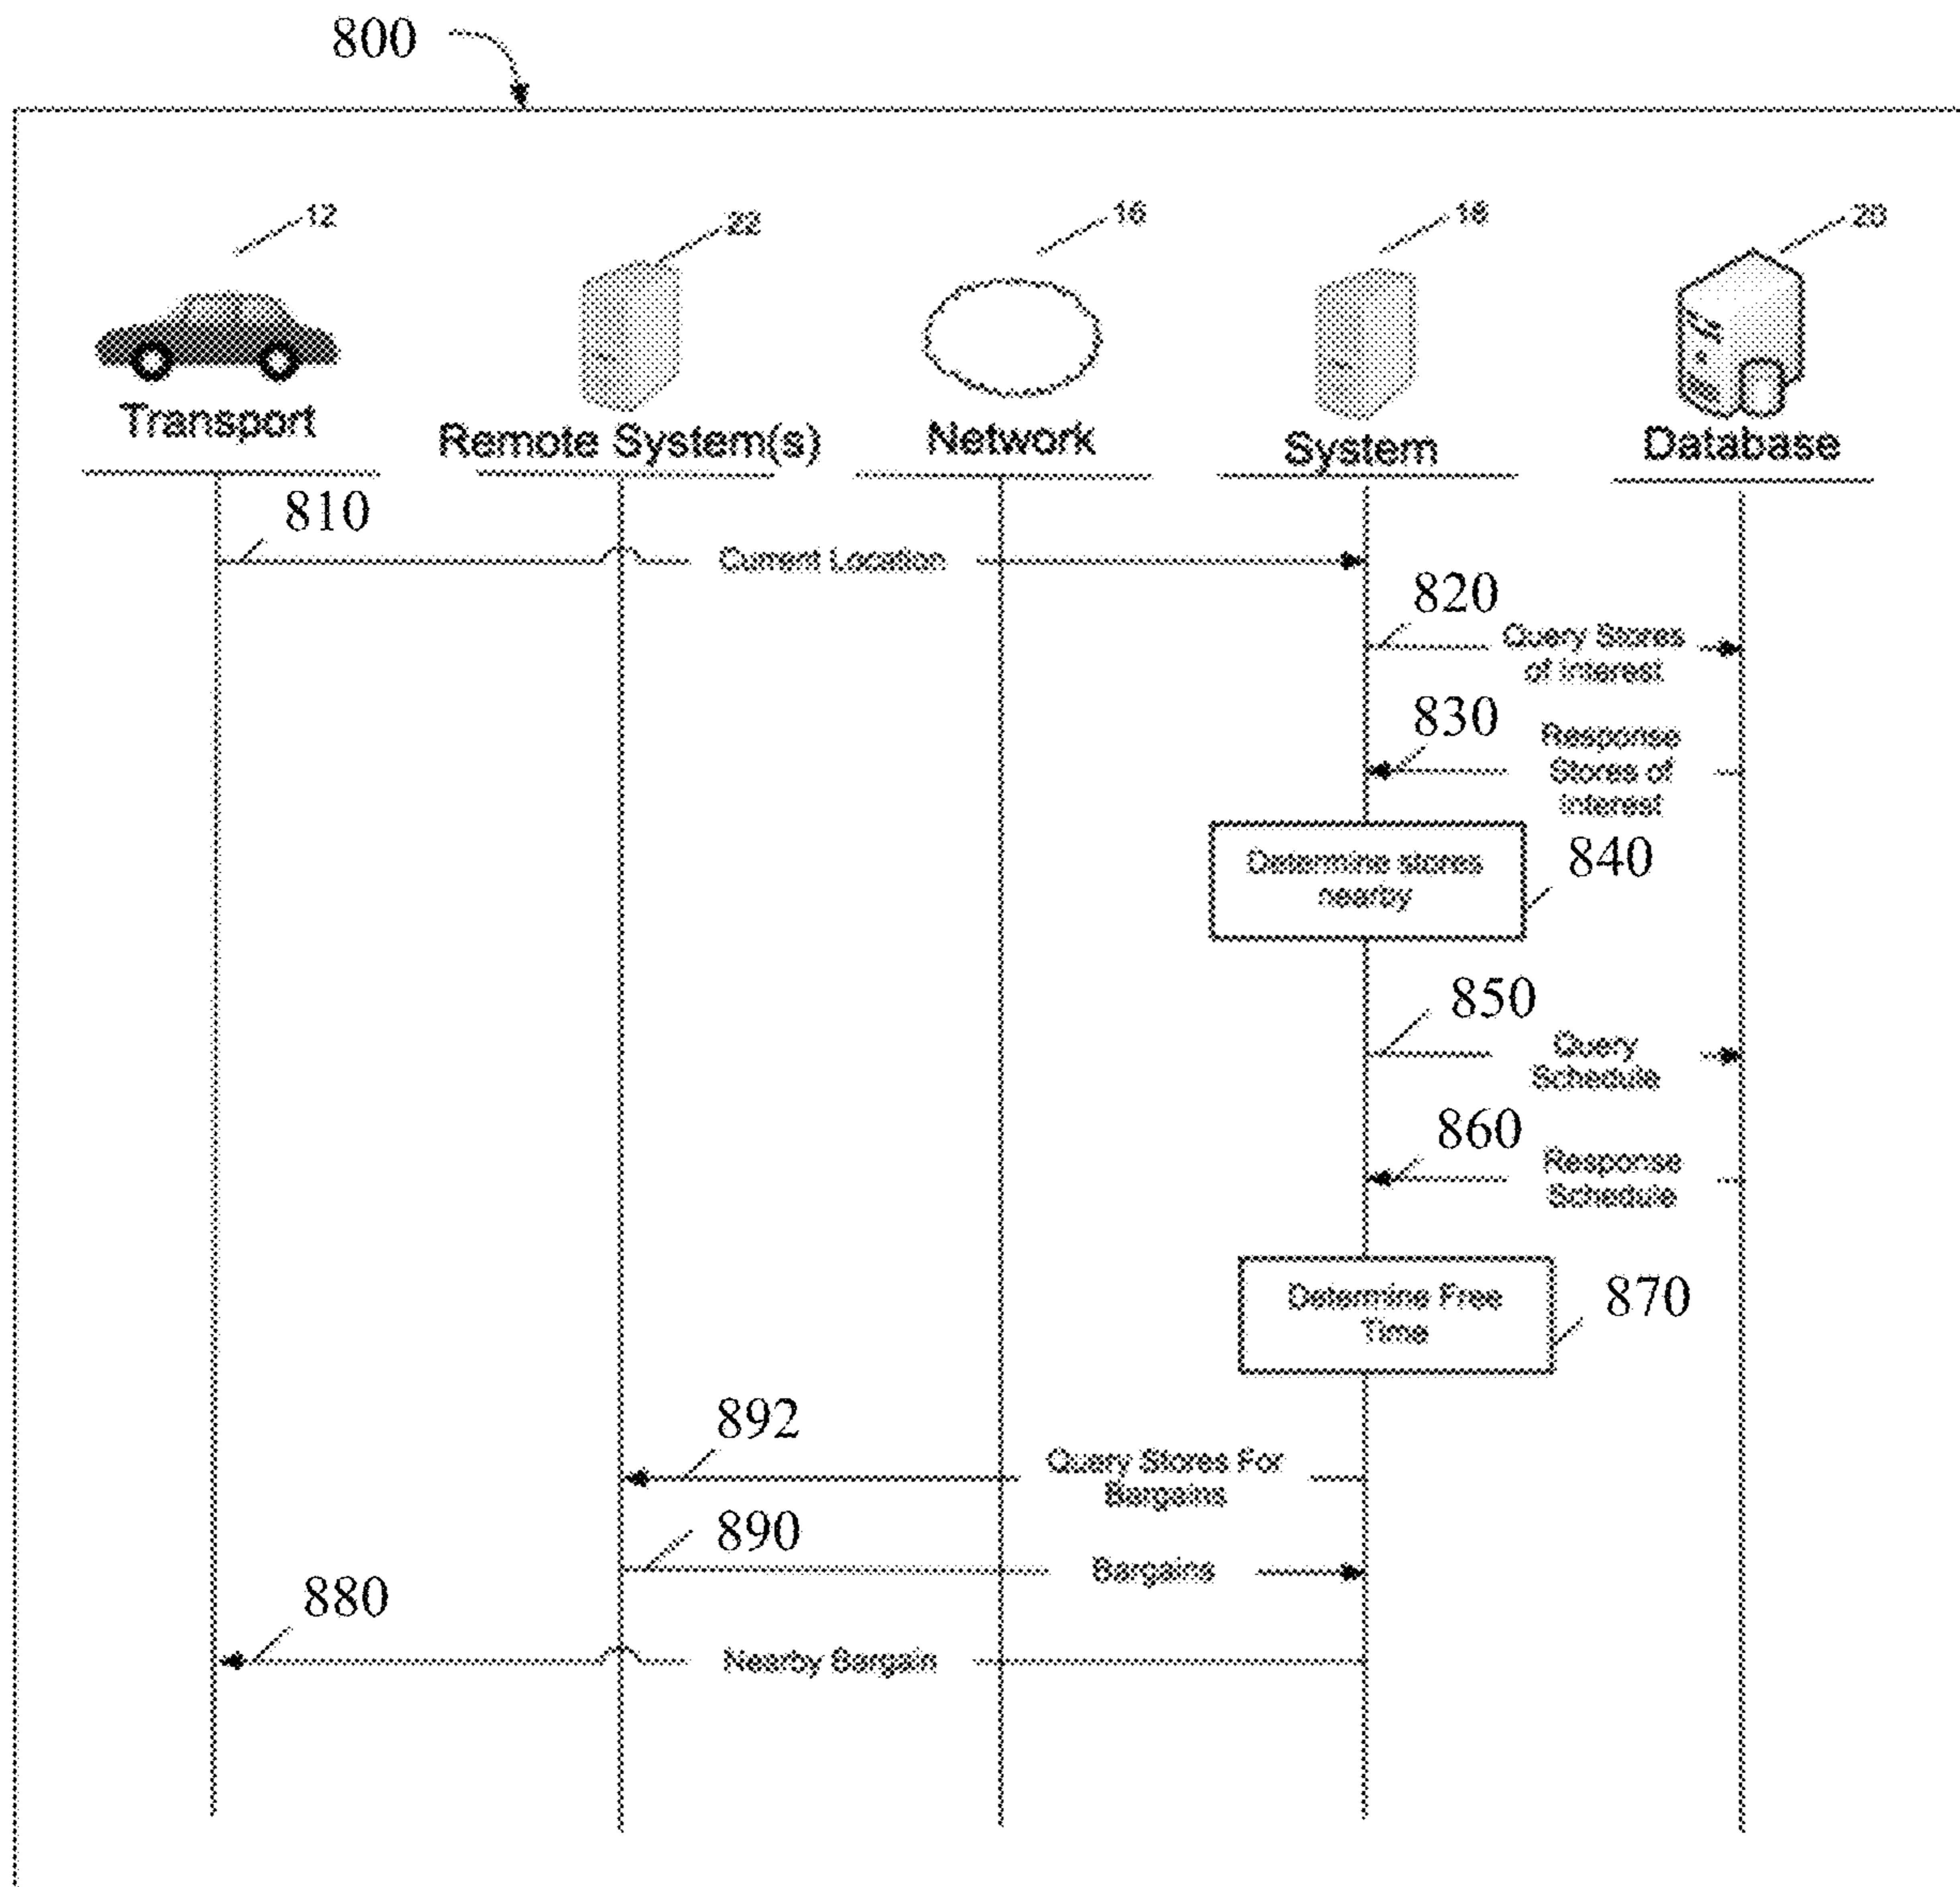 800
12
22
16
18
20
Transport
Remote System(s)
Network
System
Database
810
Current Location
820
Query Stores
of Interest
830
Response
Stores of
Interest
Determine stores
nearby
840
850
Query
Schedule
860
Response
Schedule
Determine Free
Time
870
892
Query Stores For
Bargains
890
Bargains
880
Nearby Bargain